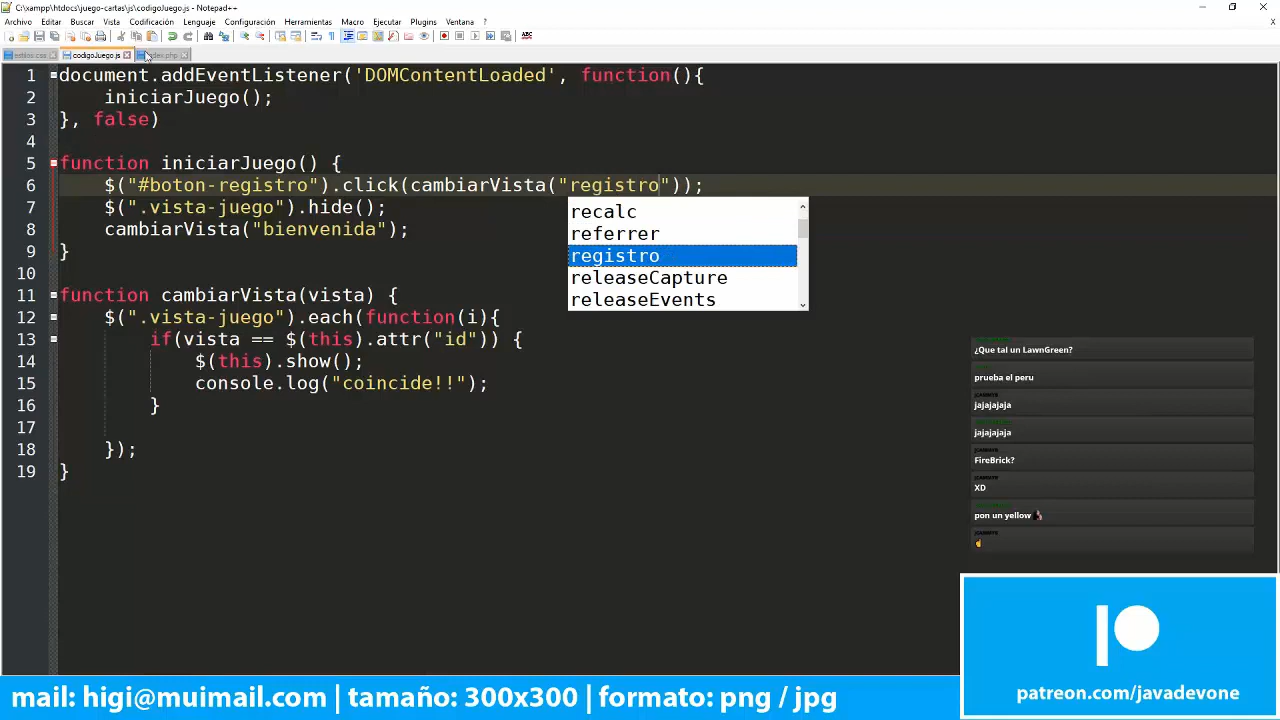 C:\xampp\htdocs\juego-cartas\js\codigoJuego.js - Notepad++
Archivo Editar Buscar Vista Codificación Lenguaje Configuración Herramientas Macro Ejecutar Plugins Ventana ?
estilos.css codigoJuego.js index.php
1 document.addEventListener('DOMContentLoaded', function(){
2 iniciarJuego();
3 }, false)
4
5 function iniciarJuego() {
6 $("#boton-registro").click(cambiarVista("registro"));
7 $(".vista-juego").hide();
8 cambiarVista("bienvenida");
9 }
10
11 function cambiarVista(vista) {
12 $(".vista-juego").each(function(i){
13 if(vista == $(this).attr("id")) {
14 $(this).show();
15 console.log("coincide!!");
16 }
17
18 });
19 }
recalc
referrer
registro
releaseCapture
releaseEvents
¿Que tal un LawnGreen?
prueba el peru
jajajajaja
jajajajaja
FireBrick?
XD
pon un yellow
patreon.com/javadevone
mail: higi@muimail.com | tamaño: 300x300 | formato: png / jpg